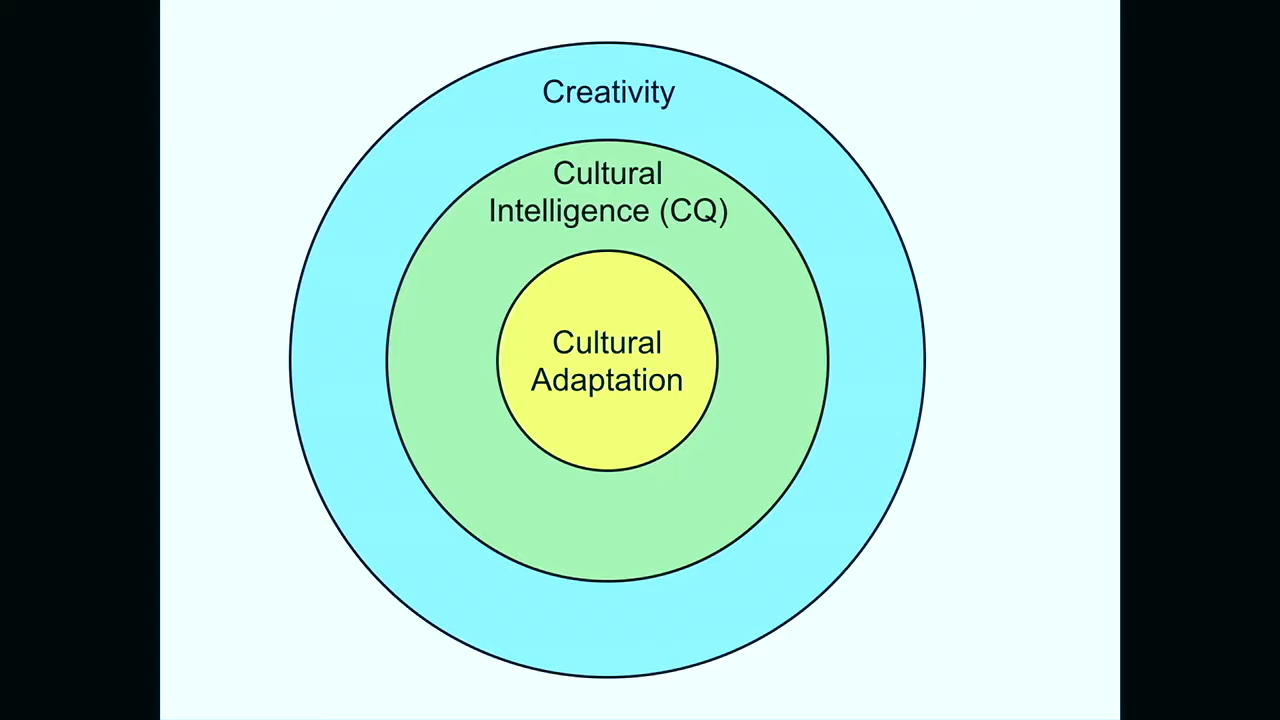 Creativity
Cultural
Intelligence (CQ)
Cultural
Adaptation